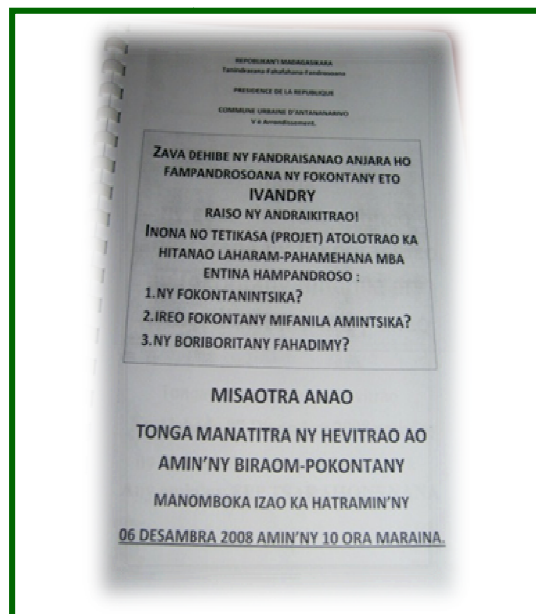 REPOBLIKAN'I MADAGASIKARA
Tanindrazana-Fahafahana-Fandrosoana
PRESIDENCE DE LA REPUBLIQUE
COMMUNE URBAINE D'ANTANANARIVO
V e Arrondissement.
ZAVA DEHIBE NY FANDRAISANAO ANJARA HO
FAMPANDROSOANA NY FOKONTANY ETO
IVANDRY
RAISO NY ANDRAIKITRAO!
INONA NO TETIKASA (PROJET) ATOLOTRAO KA
HITANAO LAHARAM-PAHAMEHANA MBA
ENTINA HAMPANDROSO :
1.NY FOKONTANINTSIKA?
2.IREO FOKONTANY MIFANILA AMINTSIKA?
3.NY BORIBORITANY FAHADIMY?
MISAOTRA ANAO
TONGA MANATITRA NY HEVITRAO AO
AMIN'NY BIRAOM-POKONTANY
MANOMBOKA IZAO KA HATRAMIN'NY
06 DESAMBRA 2008 AMIN'NY 10 ORA MARAINA.